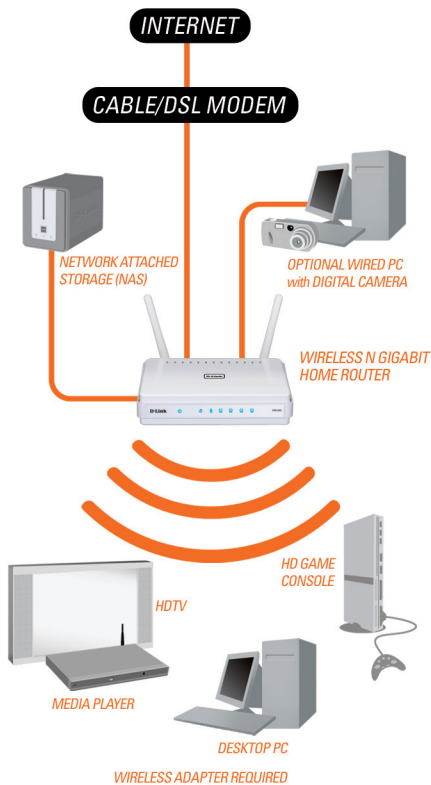 INTERNET
CABLE/DSL MODEM
NETWORK ATTACHED
STORAGE (NAS)
OPTIONAL WIRED PC
with DIGITAL CAMERA
WIRELESS N GIGABIT
HOME ROUTER
D-Link
D-Link
HD GAME
CONSOLE
HDTV
MEDIA PLAYER
DESKTOP PC
WIRELESS ADAPTER REQUIRED